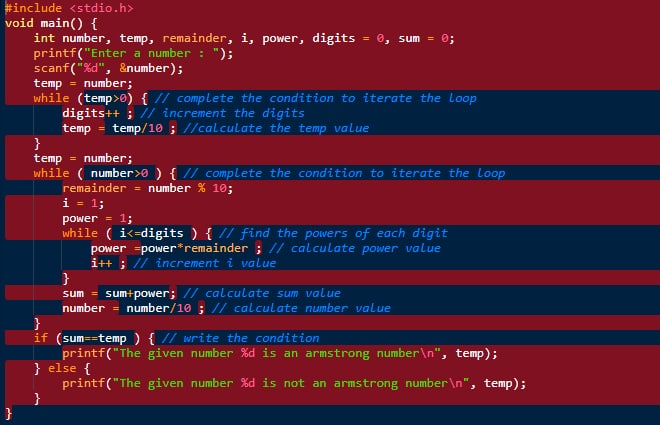 #include <stdio.h>
void main() {
    int number, temp, remainder, i, power, digits = 0, sum = 0;
    printf("Enter a number : ");
    scanf("%d", &number);
    temp = number;
    while (temp>0) { // complete the condition to iterate the loop
        digits++ ; // increment the digits
        temp = temp/10 ; //calculate the temp value
    }
    temp = number;
    while ( number>0 ) { // complete the condition to iterate the loop
        remainder = number % 10;
        i = 1;
        power = 1;
        while ( i<=digits ) { // find the powers of each digit
            power =power*remainder ; // calculate power value
            i++ ; // increment i value
        }
        sum = sum+power; // calculate sum value
        number = number/10 ; // calculate number value
    }
    if (sum==temp ) { // write the condition
        printf("The given number %d is an armstrong number\n", temp);
    } else {
        printf("The given number %d is not an armstrong number\n", temp);
    }
}